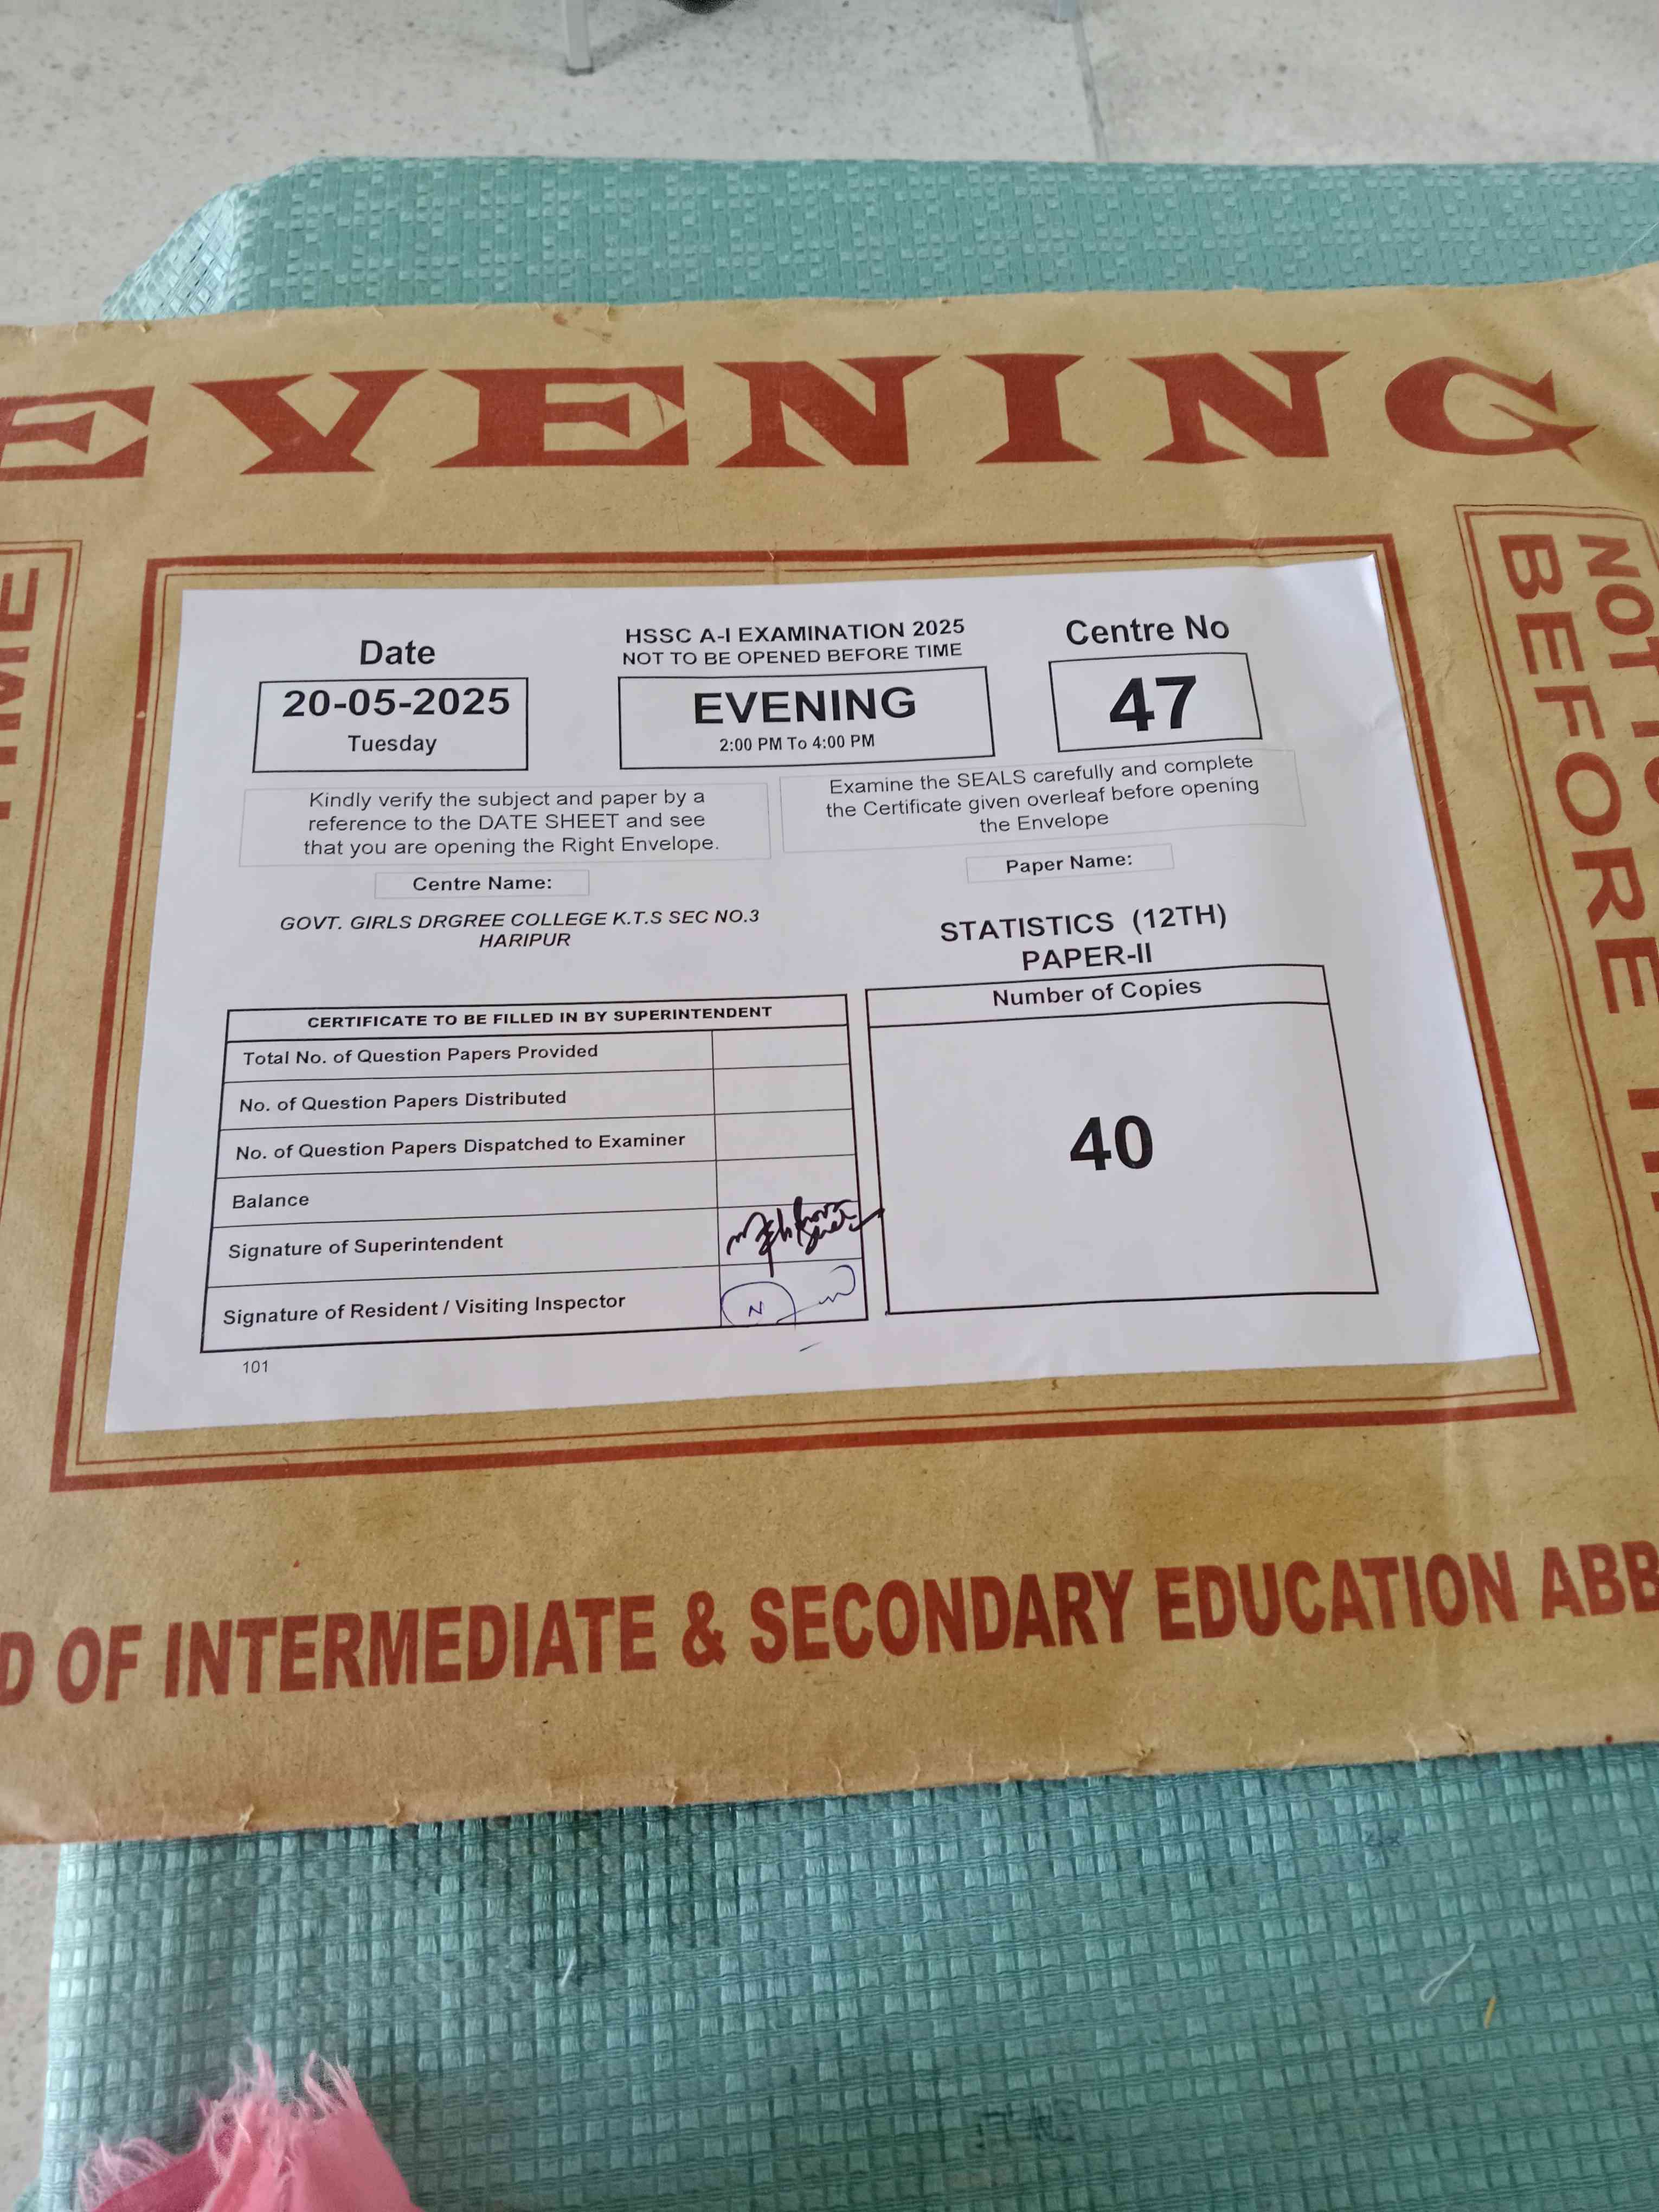 EVENING
Date
20-05-2025
Tuesday
HSSC A-I EXAMINATION 2025
NOT TO BE OPENED BEFORE TIME
EVENING
2:00 PM To 4:00 PM
Centre No
47
Kindly verify the subject and paper by a
reference to the DATE SHEET and see
that you are opening the Right Envelope.
Examine the SEALS carefully and complete
the Certificate given overleaf before opening
the Envelope
Centre Name:
GOVT. GIRLS DRGREE COLLEGE K.T.S SEC NO.3
HARIPUR
Paper Name:
STATISTICS (12TH)
PAPER-II
CERTIFICATE TO BE FILLED IN BY SUPERINTENDENT
Total No. of Question Papers Provided
No. of Question Papers Distributed
No. of Question Papers Dispatched to Examiner
Balance
Signature of Superintendent
Signature of Resident / Visiting Inspector
101
Number of Copies
40
NOT
BEFORE
D OF INTERMEDIATE & SECONDARY EDUCATION ABB